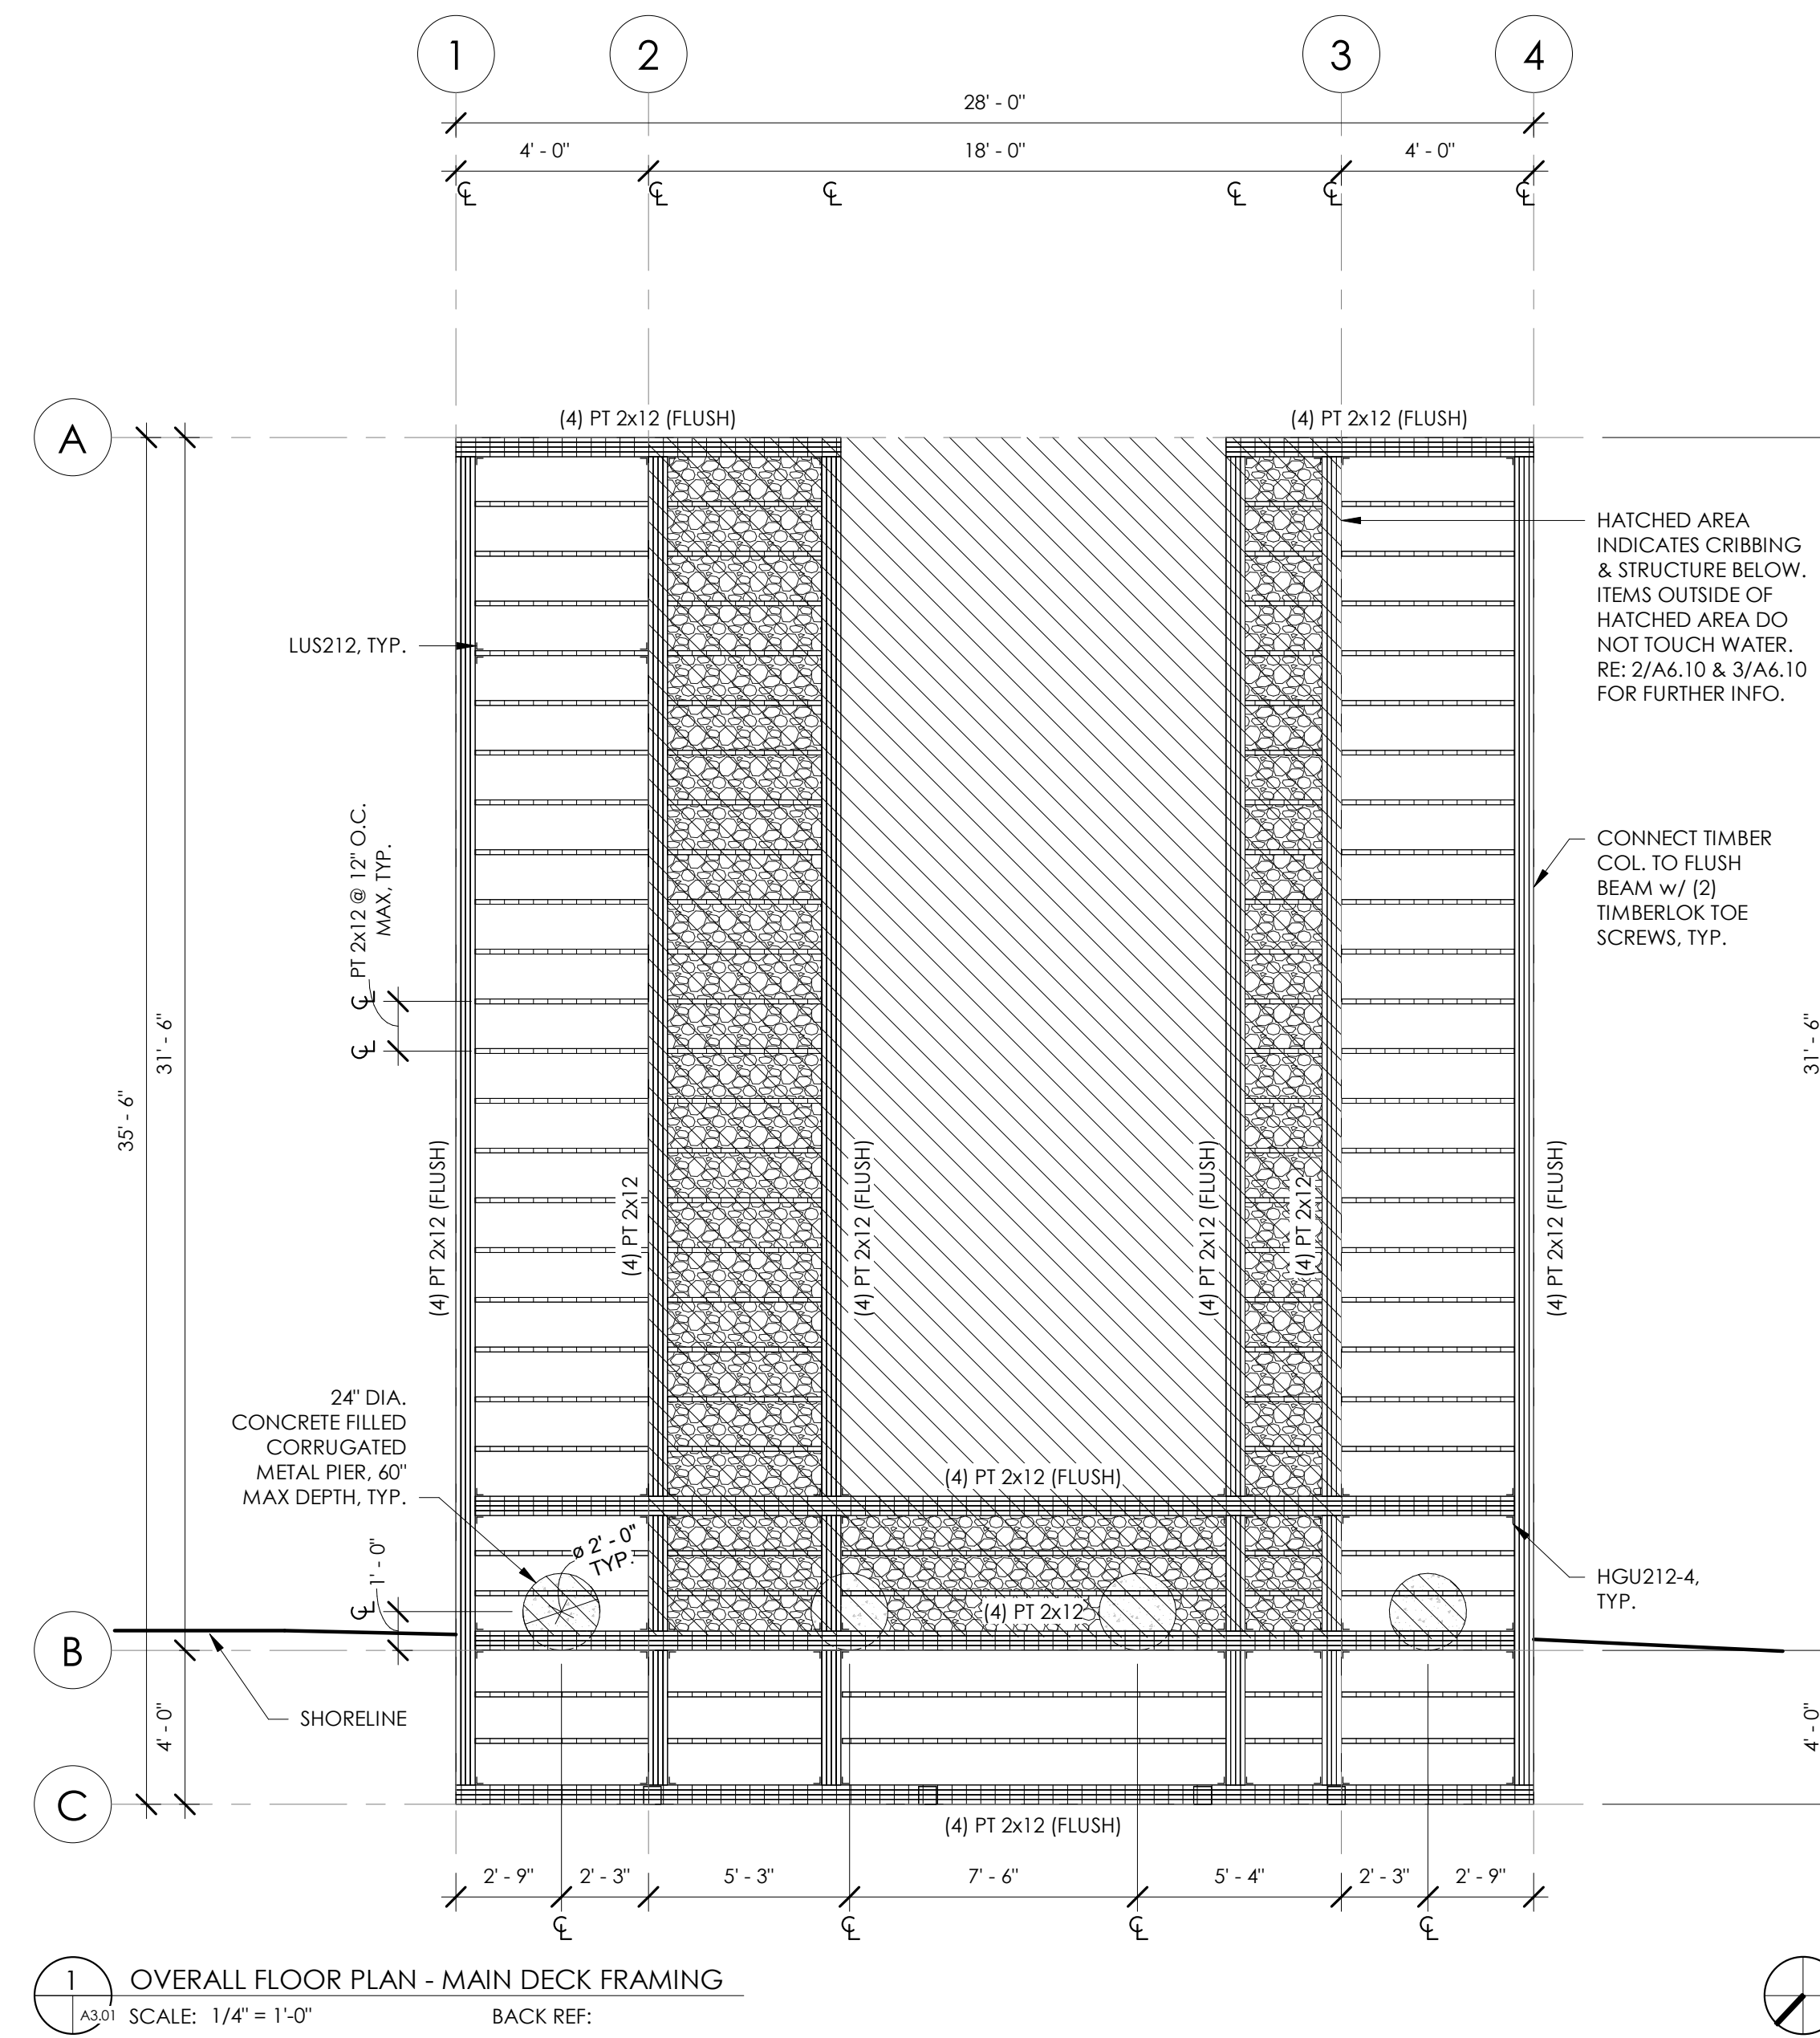 1
2
3
4
28' - 0"
4' - 0"
18' - 0"
4' - 0"
℄
℄
℄
℄
℄
℄
A
(4) PT 2x12 (FLUSH)
(4) PT 2x12 (FLUSH)
HATCHED AREA
INDICATES CRIBBING
& STRUCTURE BELOW.
ITEMS OUTSIDE OF
HATCHED AREA DO
NOT TOUCH WATER.
RE: 2/A6.10 & 3/A6.10
FOR FURTHER INFO.
LUS212, TYP.
CONNECT TIMBER
COL. TO FLUSH
BEAM w/ (2)
TIMBERLOK TOE
SCREWS, TYP.
PT 2x12 @ 12" O.C.
MAX, TYP.
℄
℄
35' - 6"
31' - 6"
31' - 6"
(4) PT 2x12 (FLUSH)
(4) PT 2x12
(4) PT 2x12 (FLUSH)
(4) PT 2x12 (FLUSH)
(4) PT 2x12
(4) PT 2x12 (FLUSH)
24" DIA.
CONCRETE FILLED
CORRUGATED
METAL PIER, 60"
MAX DEPTH, TYP.
(4) PT 2x12 (FLUSH)
ø 2' - 0"
TYP.
1' - 0"
℄
(4) PT 2x12
HGU212-4,
TYP.
B
SHORELINE
4' - 0"
4' - 0"
C
(4) PT 2x12 (FLUSH)
2' - 9"
2' - 3"
5' - 3"
7' - 6"
5' - 4"
2' - 3"
2' - 9"
℄
℄
℄
℄
1
A3.01
OVERALL FLOOR PLAN - MAIN DECK FRAMING
SCALE: 1/4" = 1'-0"
BACK REF: